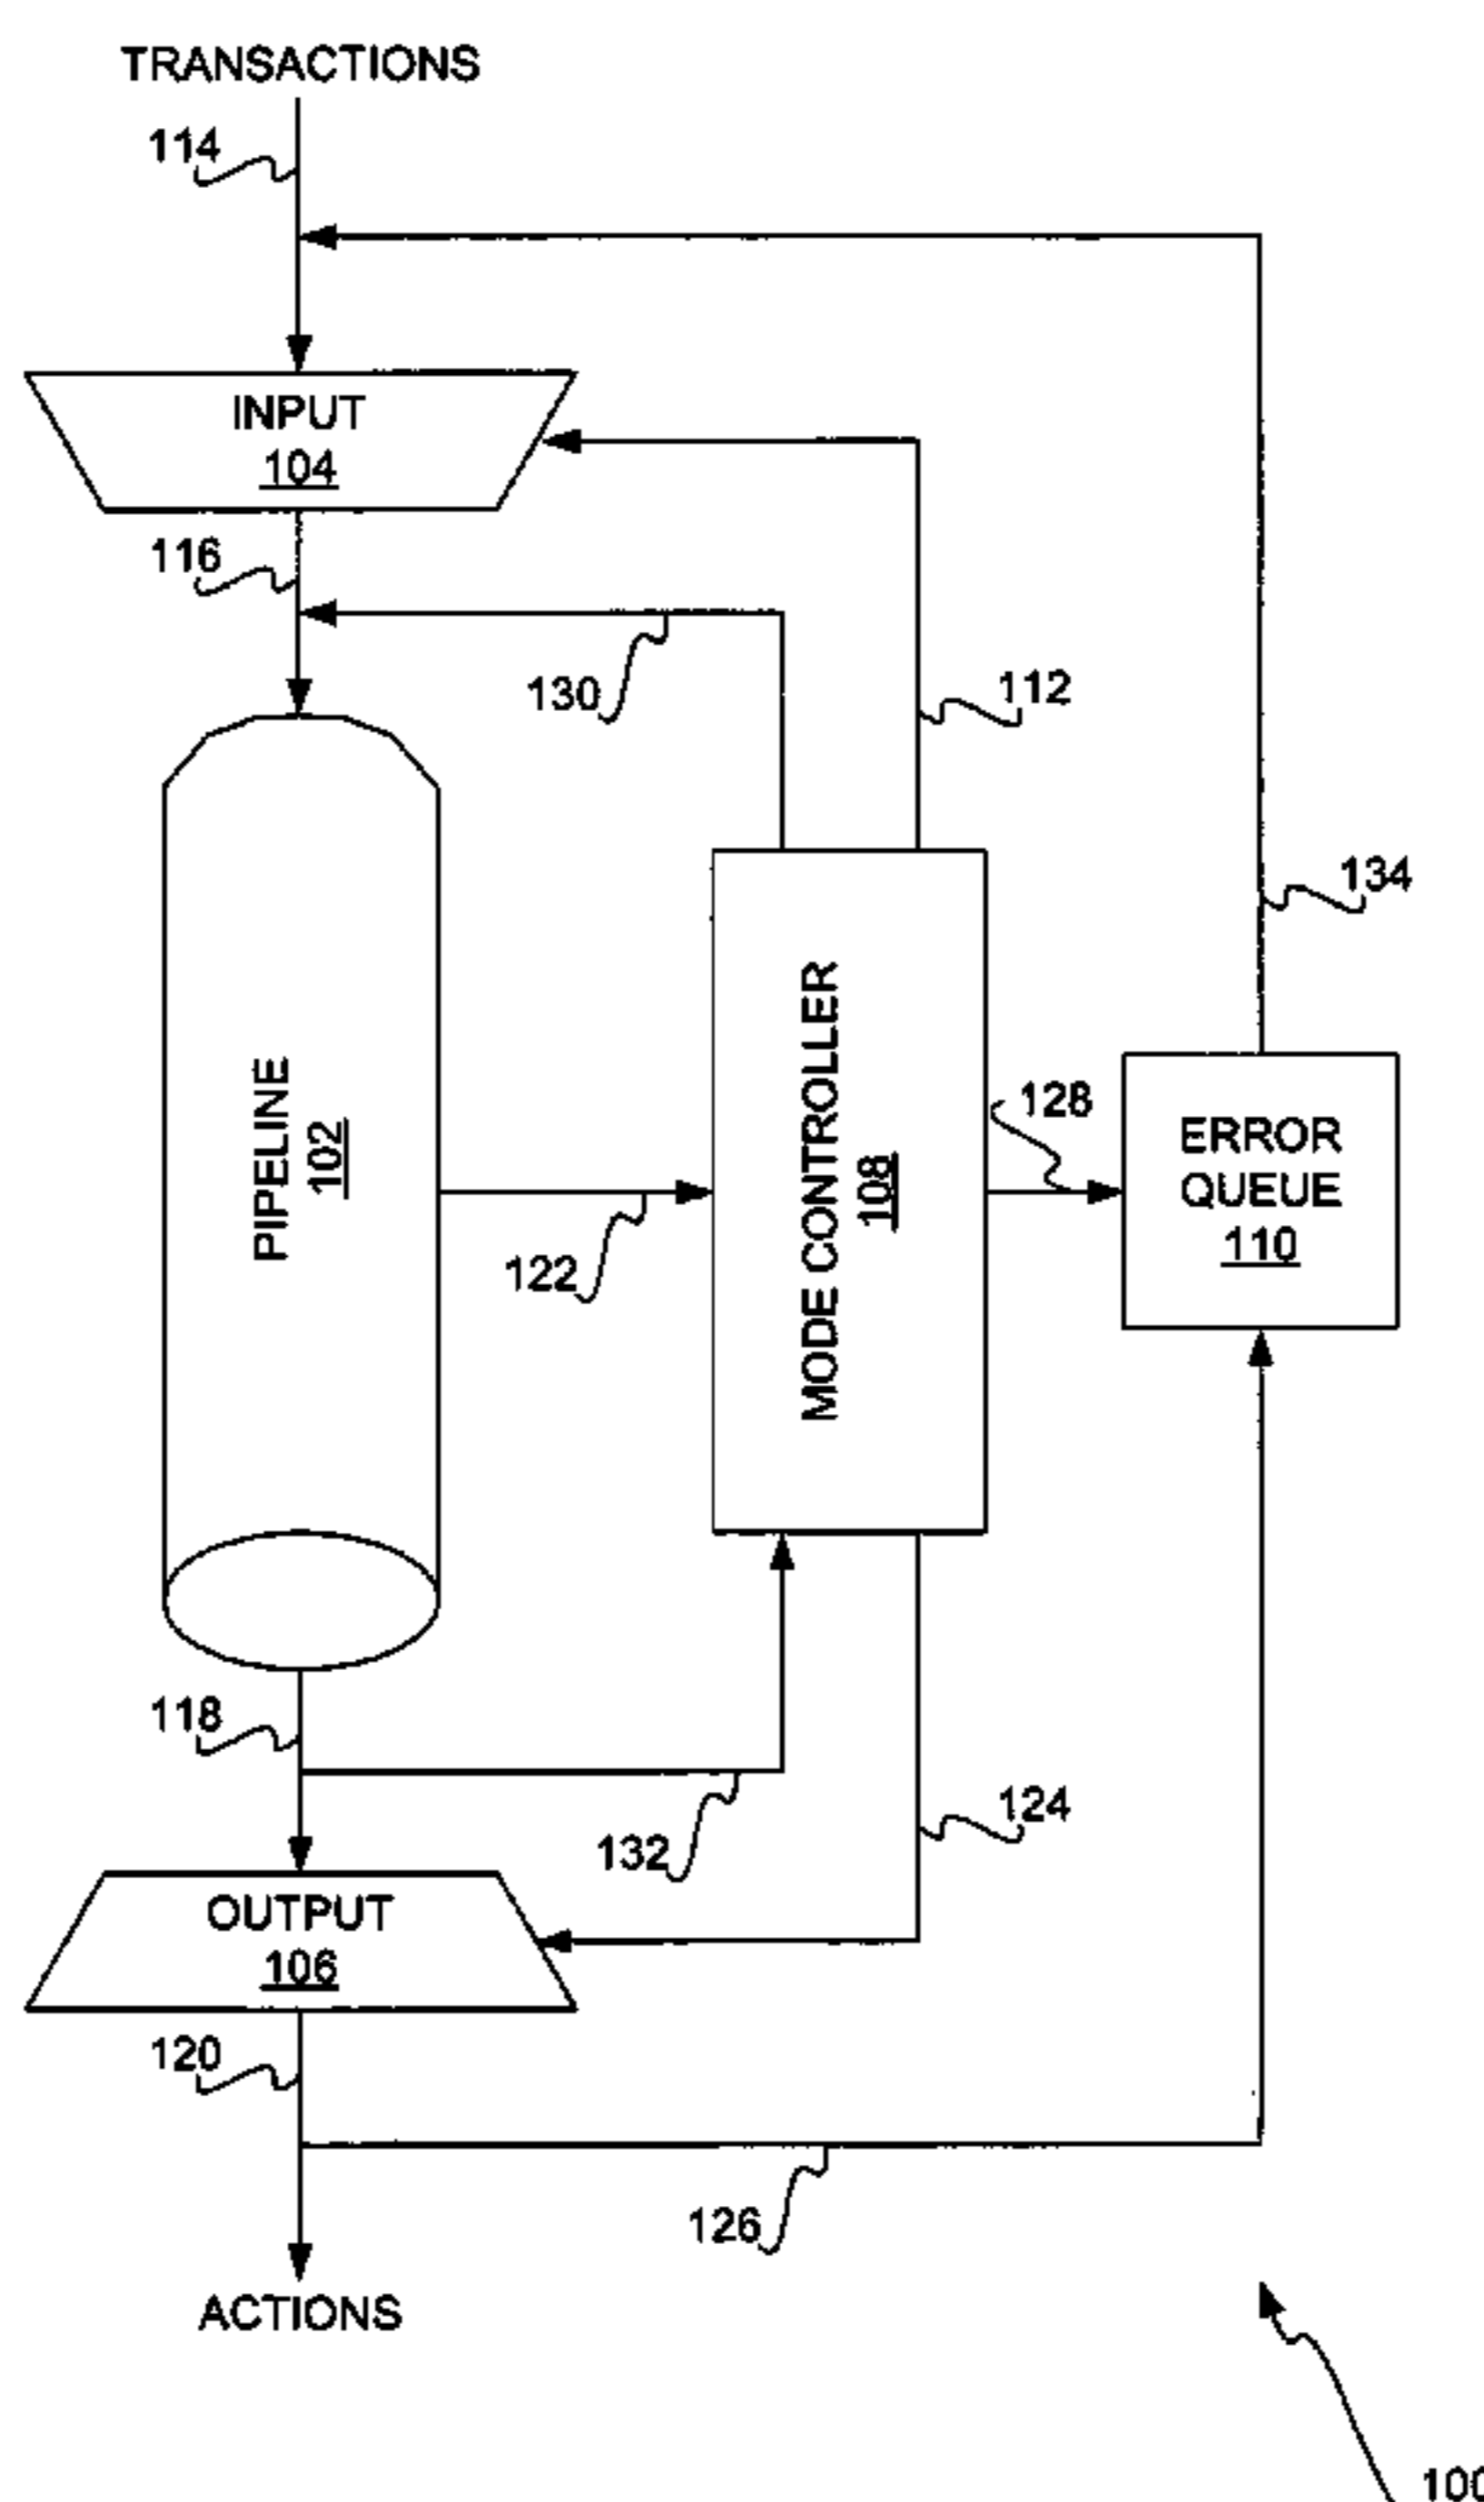 TRANSACTIONS
114
INPUT
104
116
130
112
134
PIPELINE
102
MODE CONTROLLER
108
128
ERROR
QUEUE
110
122
118
132
124
OUTPUT
106
120
126
ACTIONS
100